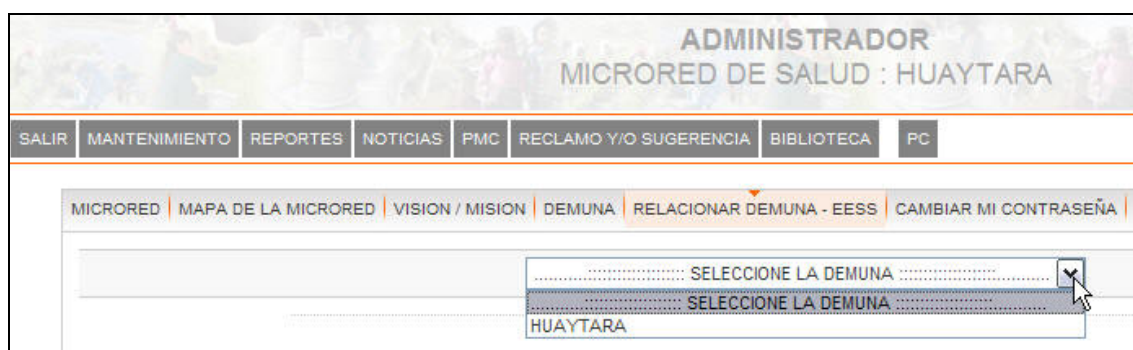 ADMINISTRADOR
MICRORED DE SALUD : HUAYTARA
SALIR MANTENIMIENTO REPORTES NOTICIAS PMC RECLAMO Y/O SUGERENCIA BIBLIOTECA PC
MICRORED MAPA DE LA MICRORED VISION / MISION DEMUNA RELACIONAR DEMUNA - EESS CAMBIAR MI CONTRASEÑA
...........:::::::::::::::::::: SELECCIONE LA DEMUNA ::::::::::::::::::::...........
...........:::::::::::::::::::: SELECCIONE LA DEMUNA ::::::::::::::::::::...........
HUAYTARA